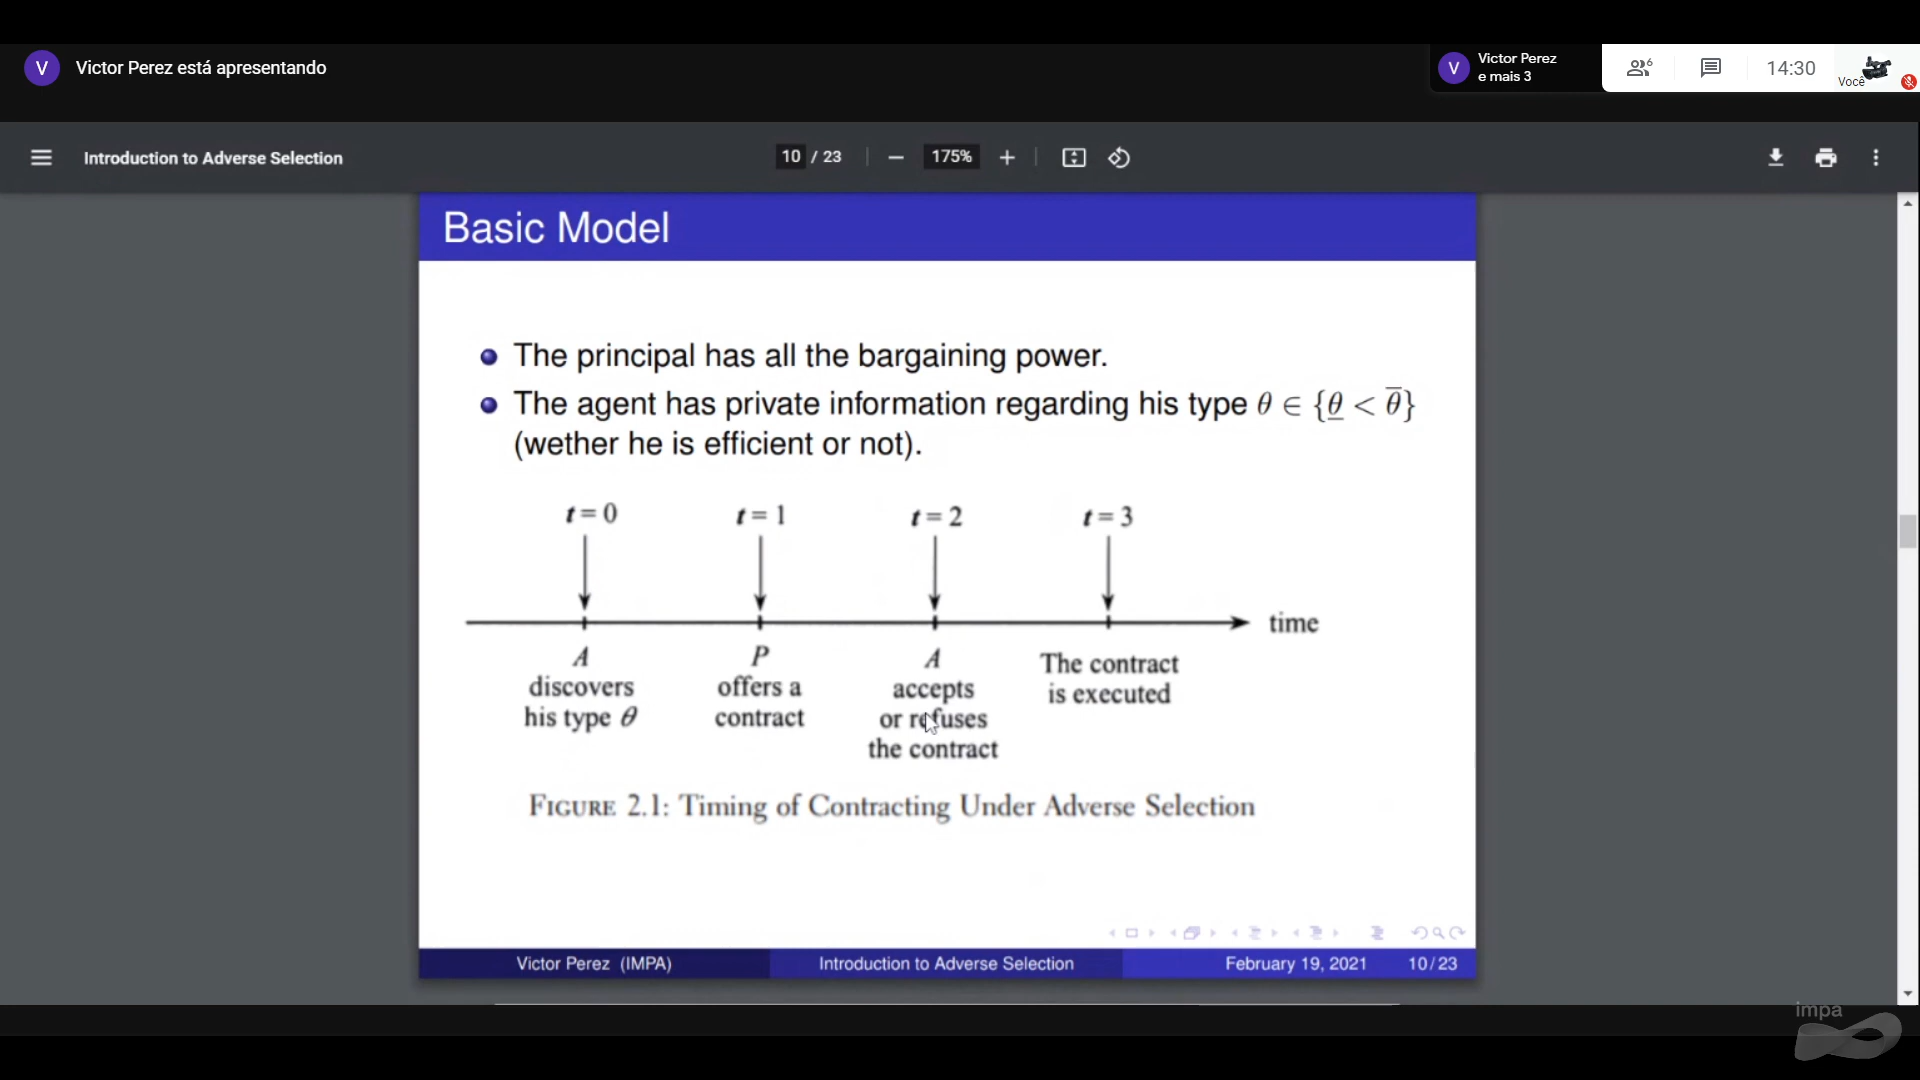 V Victor Perez está apresentando
V Victor Perez
e mais 3
6
14:30
Você
Introduction to Adverse Selection
10 / 23
175%
Basic Model
The principal has all the bargaining power.
The agent has private information regarding his type θ ∈ {θ̲ < θ̅}
(wether he is efficient or not).
t = 0 t = 1 t = 2 t = 3
time
A
discovers
his type θ
P
offers a
contract
A
accepts
or refuses
the contract
The contract
is executed
FIGURE 2.1: Timing of Contracting Under Adverse Selection
Victor Perez (IMPA) Introduction to Adverse Selection February 19, 2021 10/23
impa